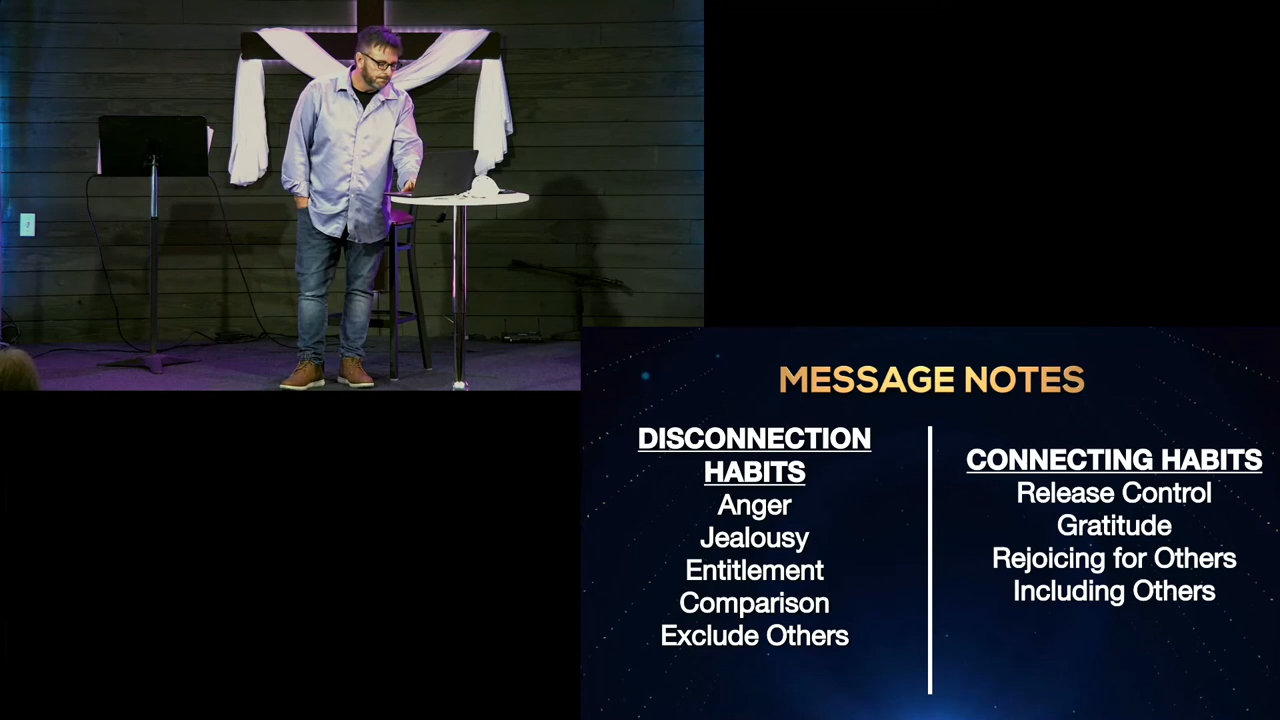 MESSAGE NOTES
DISCONNECTION
HABITS
Anger
Jealousy
Entitlement
Comparison
Exclude Others
CONNECTING HABITS
Release Control
Gratitude
Rejoicing for Others
Including Others